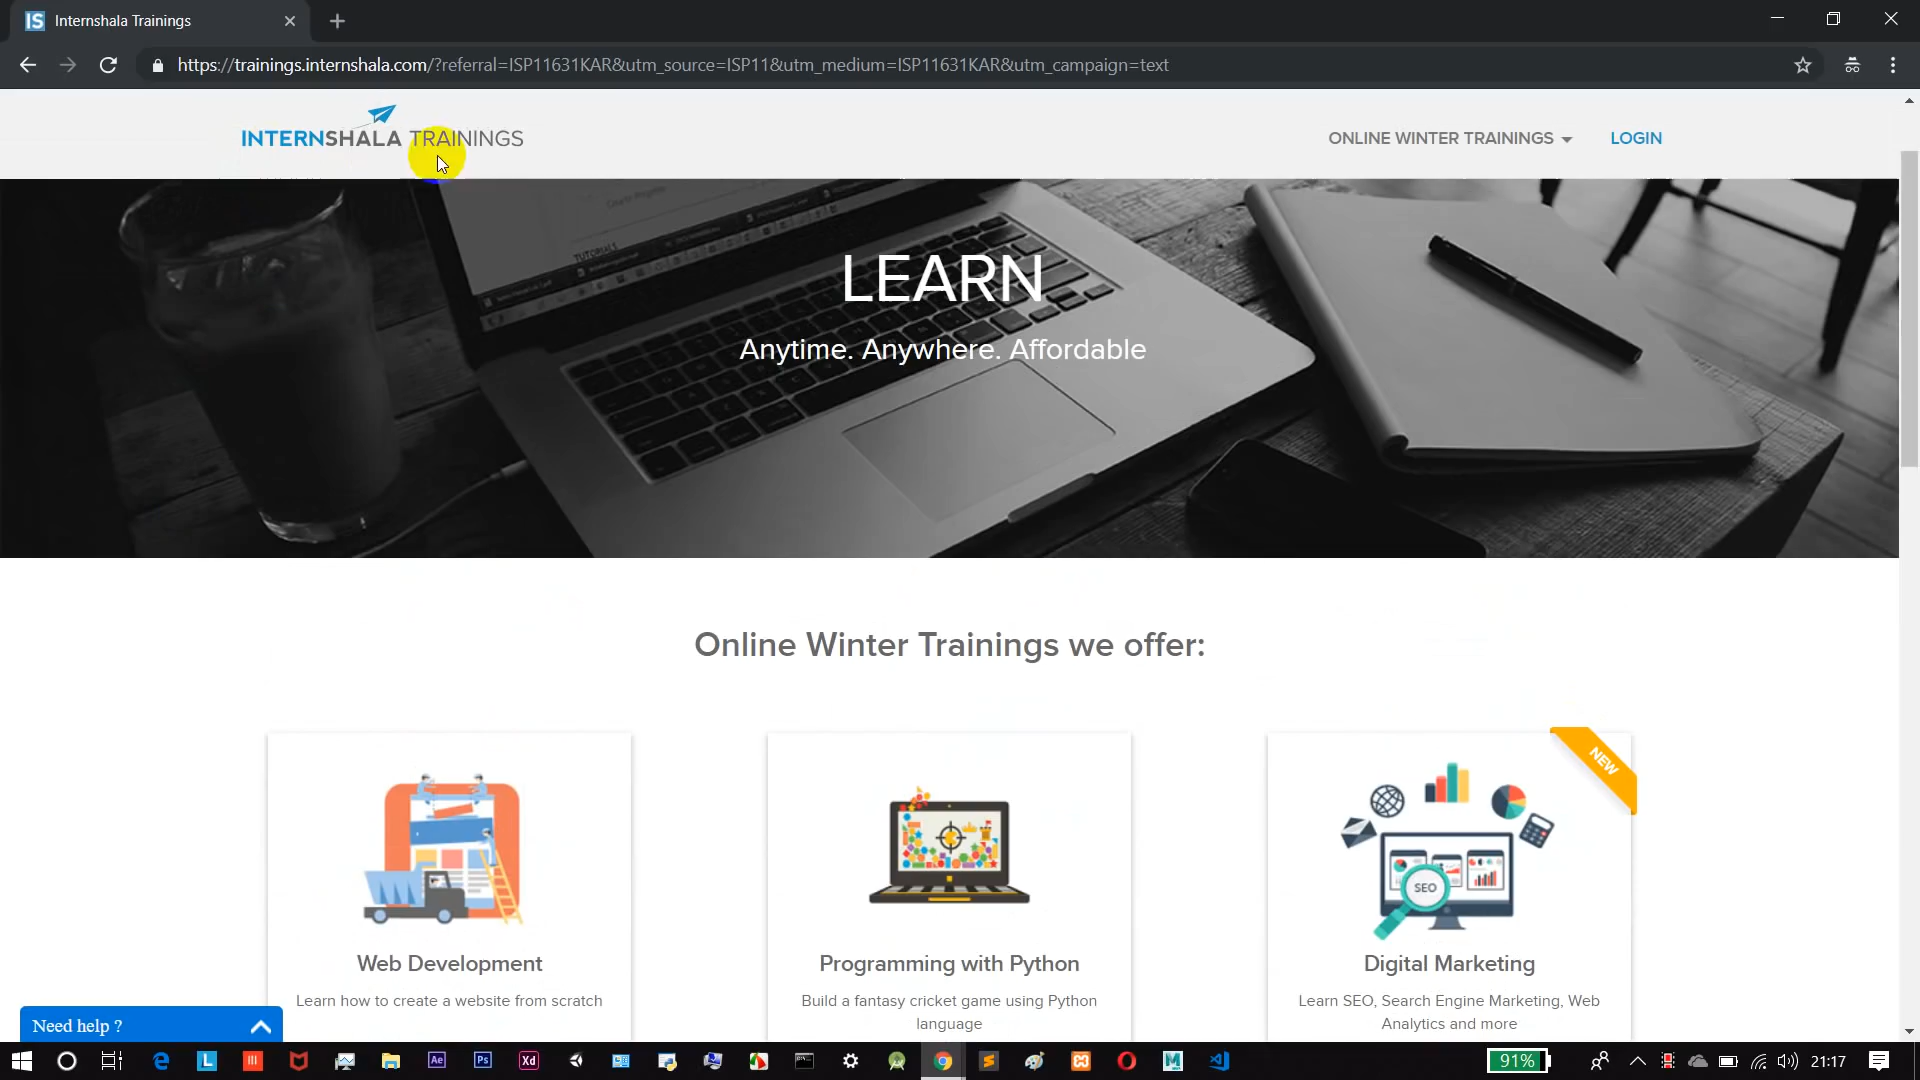 Internshala Trainings
https://trainings.internshala.com/?referral=ISP11631KAR&utm_source=ISP11&utm_medium=ISP11631KAR&utm_campaign=text
INTERNSHALA TRAININGS
ONLINE WINTER TRAININGS
LOGIN
TUTORIALS
LEARN
Anytime. Anywhere. Affordable
Online Winter Trainings we offer:
NEW
SEO
Web Development
Learn how to create a website from scratch
Programming with Python
Build a fantasy cricket game using Python
language
Digital Marketing
Learn SEO, Search Engine Marketing, Web
Analytics and more
Need help ?
91%
21:17